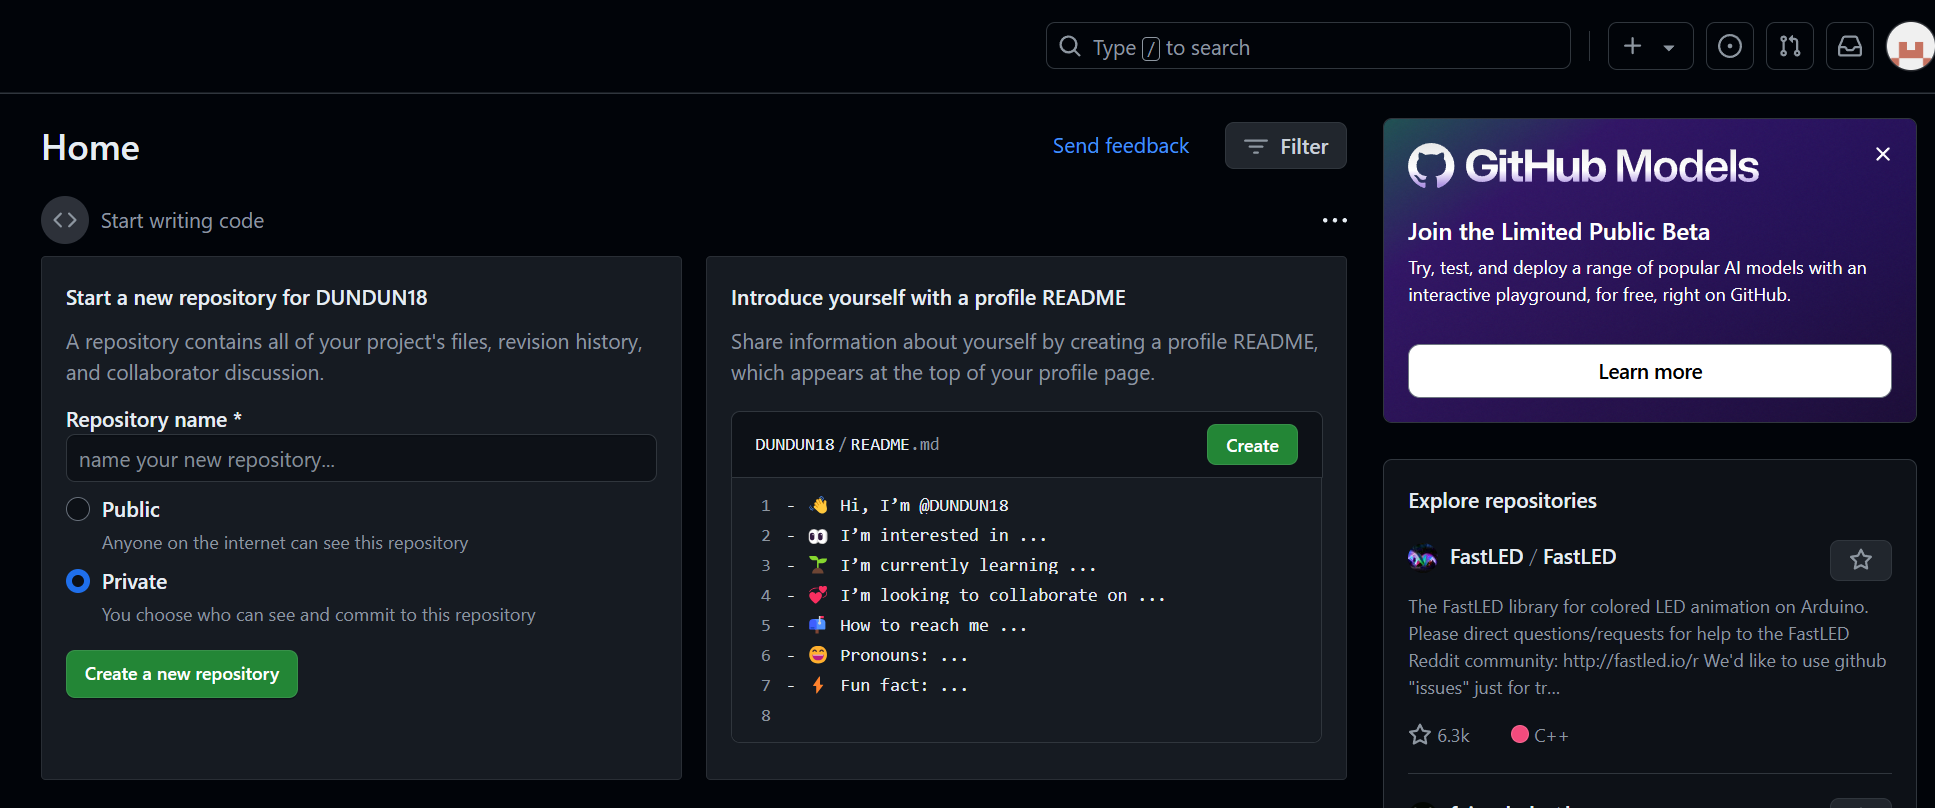 Type / to search
Home
Send feedback
Filter
Start writing code
Start a new repository for DUNDUN18
A repository contains all of your project's files, revision history,
and collaborator discussion.
Repository name *
name your new repository...
Public
Anyone on the internet can see this repository
Private
You choose who can see and commit to this repository
Create a new repository
Introduce yourself with a profile README
Share information about yourself by creating a profile README,
which appears at the top of your profile page.
DUNDUN18 / README.md
Create
1 - 👋 Hi, I’m @DUNDUN18
2 - 👀 I’m interested in ...
3 - 🌱 I’m currently learning ...
4 - 💞️ I’m looking to collaborate on ...
5 - 📫 How to reach me ...
6 - 😄 Pronouns: ...
7 - ⚡ Fun fact: ...
8
GitHub Models
Join the Limited Public Beta
Try, test, and deploy a range of popular AI models with an
interactive playground, for free, right on GitHub.
Learn more
Explore repositories
FastLED / FastLED
The FastLED library for colored LED animation on Arduino.
Please direct questions/requests for help to the FastLED
Reddit community: http://fastled.io/r We'd like to use github
"issues" just for tr...
6.3k
C++